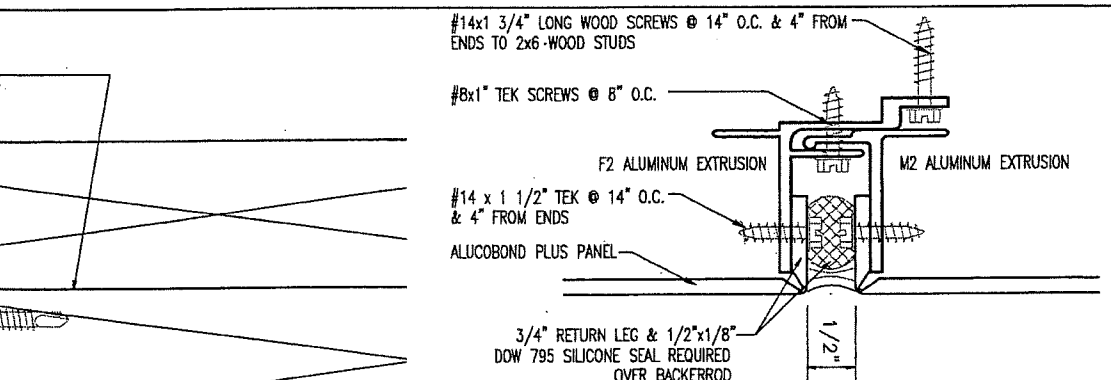 #14x1 3/4" LONG WOOD SCREWS @ 14" O.C. & 4" FROM
ENDS TO 2x6 WOOD STUDS
#8x1" TEK SCREWS @ 8" O.C.
F2 ALUMINUM EXTRUSION
M2 ALUMINUM EXTRUSION
#14 x 1 1/2" TEK @ 14" O.C.
& 4" FROM ENDS
ALUCOBOND PLUS PANEL
3/4" RETURN LEG & 1/2"x1/8"
DOW 795 SILICONE SEAL REQUIRED
OVER BACKERROD
1/2"